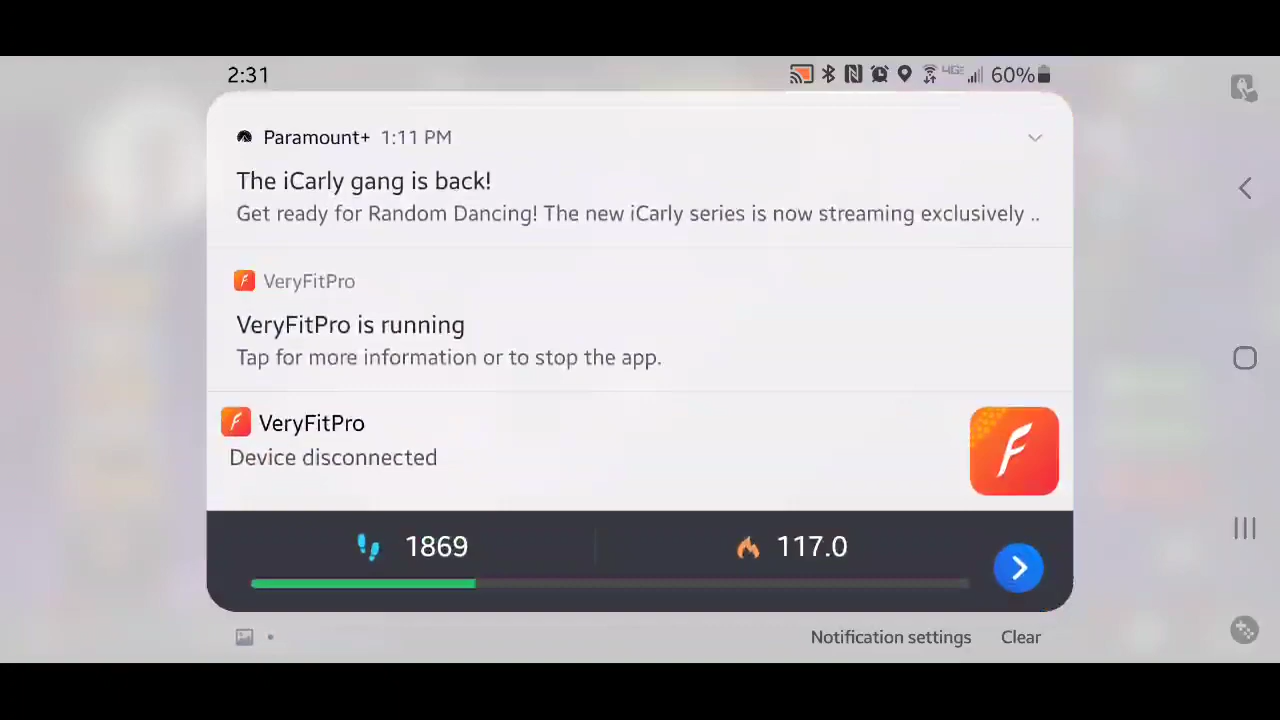 2:31 4GE 60%
Paramount+ 1:11 PM
The iCarly gang is back!
Get ready for Random Dancing! The new iCarly series is now streaming exclusively ..
VeryFitPro
VeryFitPro is running
Tap for more information or to stop the app.
VeryFitPro
Device disconnected
1869 117.0
Notification settings Clear